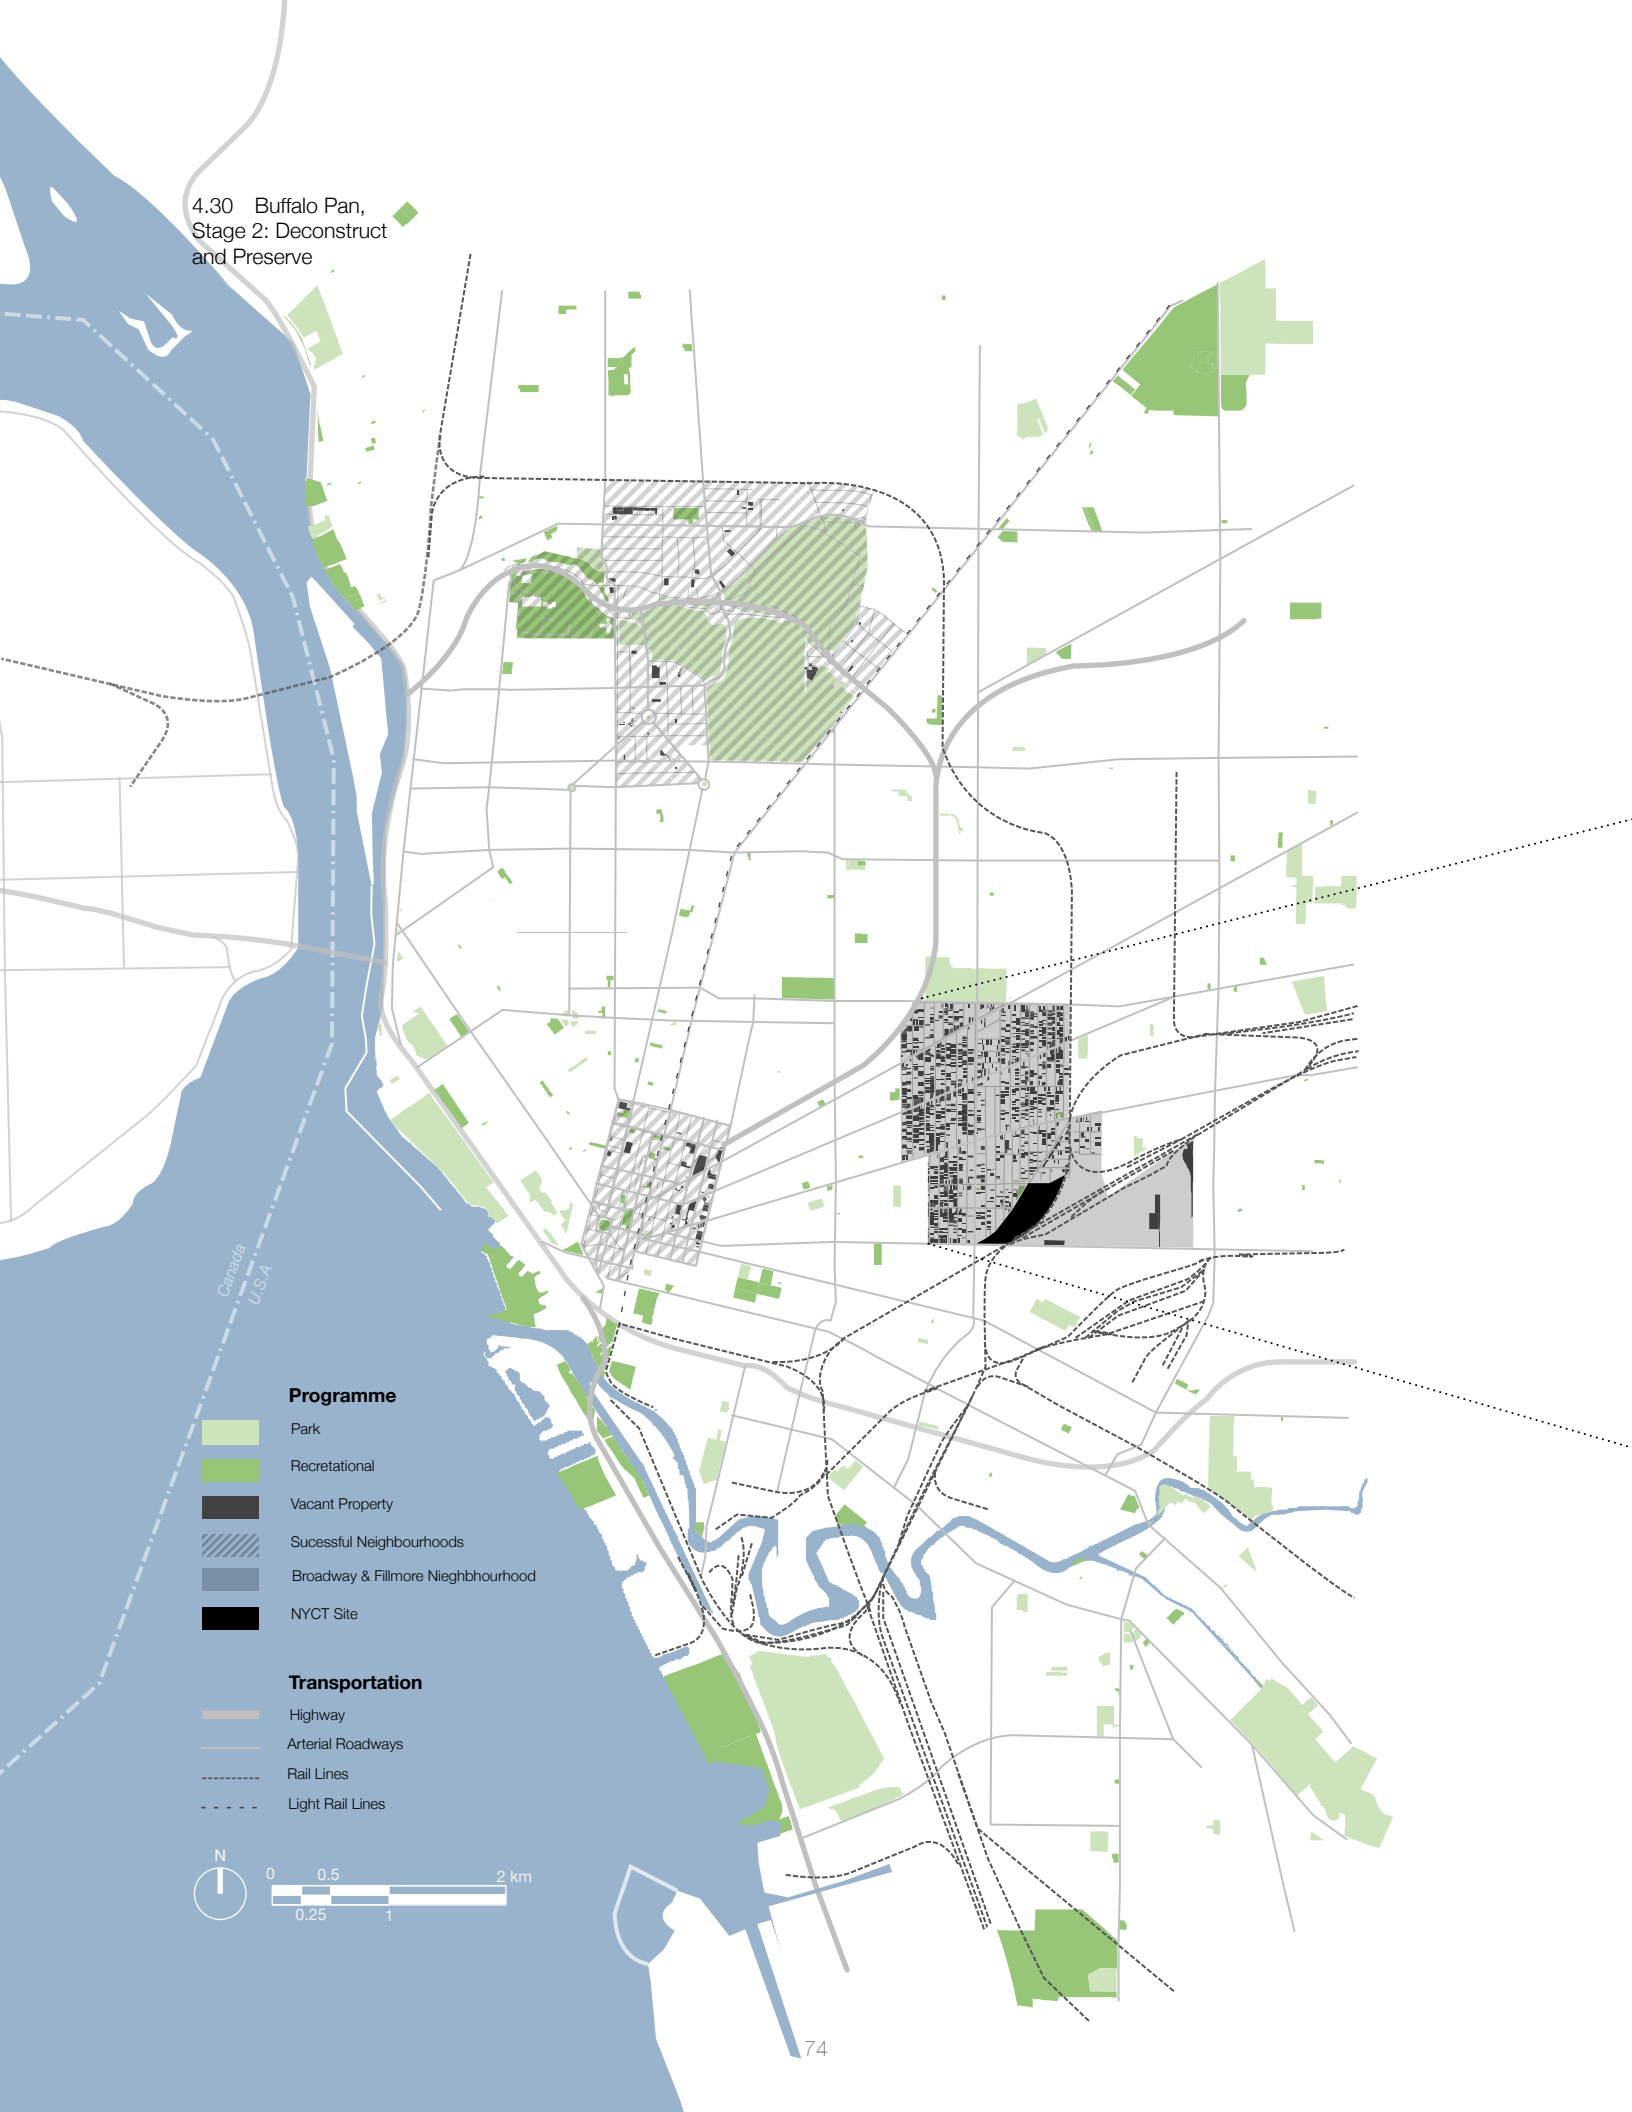 4.30 Buffalo Pan,
Stage 2: Deconstruct
and Preserve
Canada
U.S.A
Programme
Park
Recretational
Vacant Property
Sucessful Neighbourhoods
Broadway & Fillmore Nieghbhourhood
NYCT Site
Transportation
Highway
Arterial Roadways
Rail Lines
Light Rail Lines
N
0 0.5 2 km
0.25 1
74